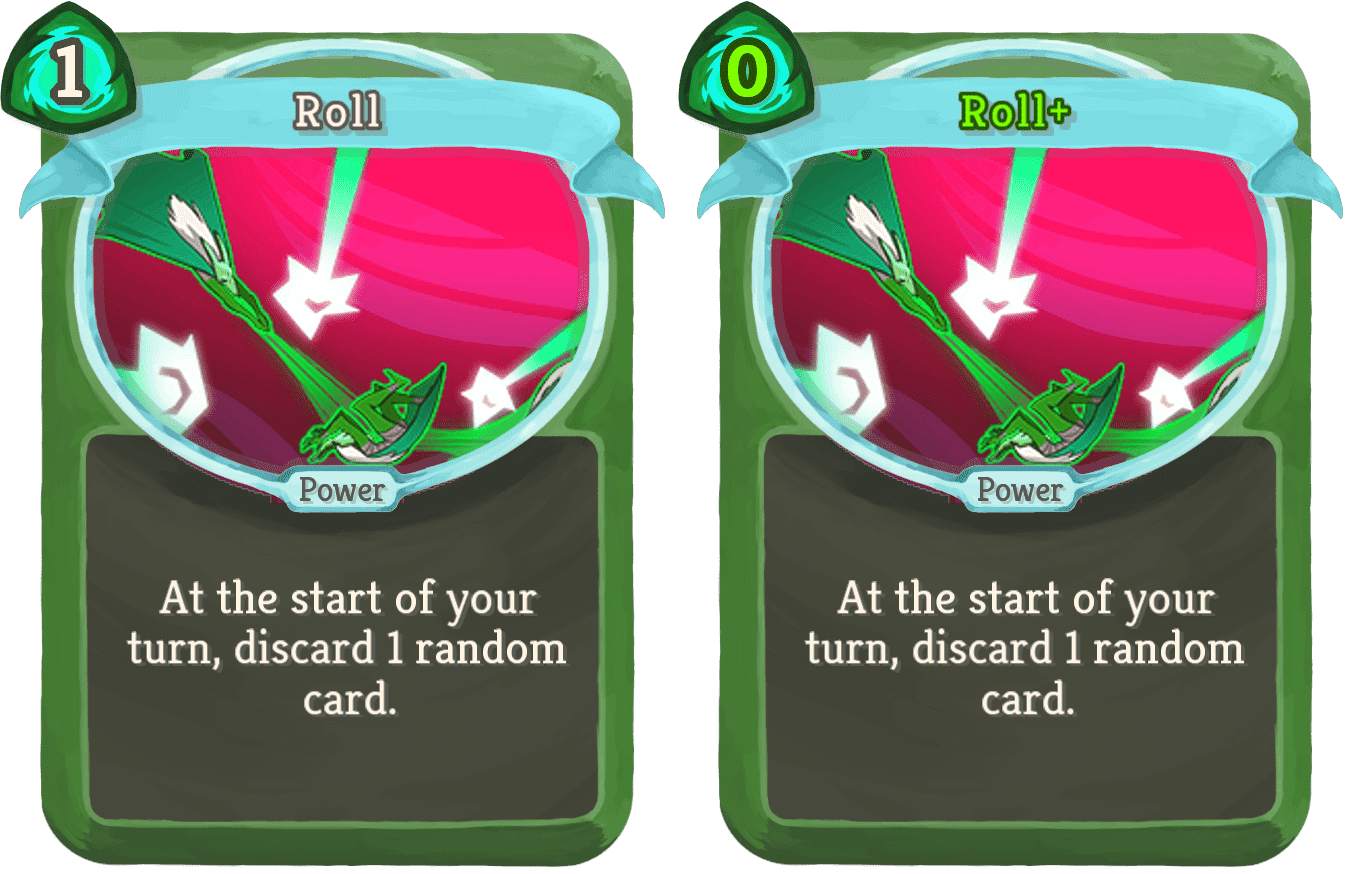 1
Roll
Power
At the start of your
turn, discard 1 random
card.
0
Roll+
Power
At the start of your
turn, discard 1 random
card.